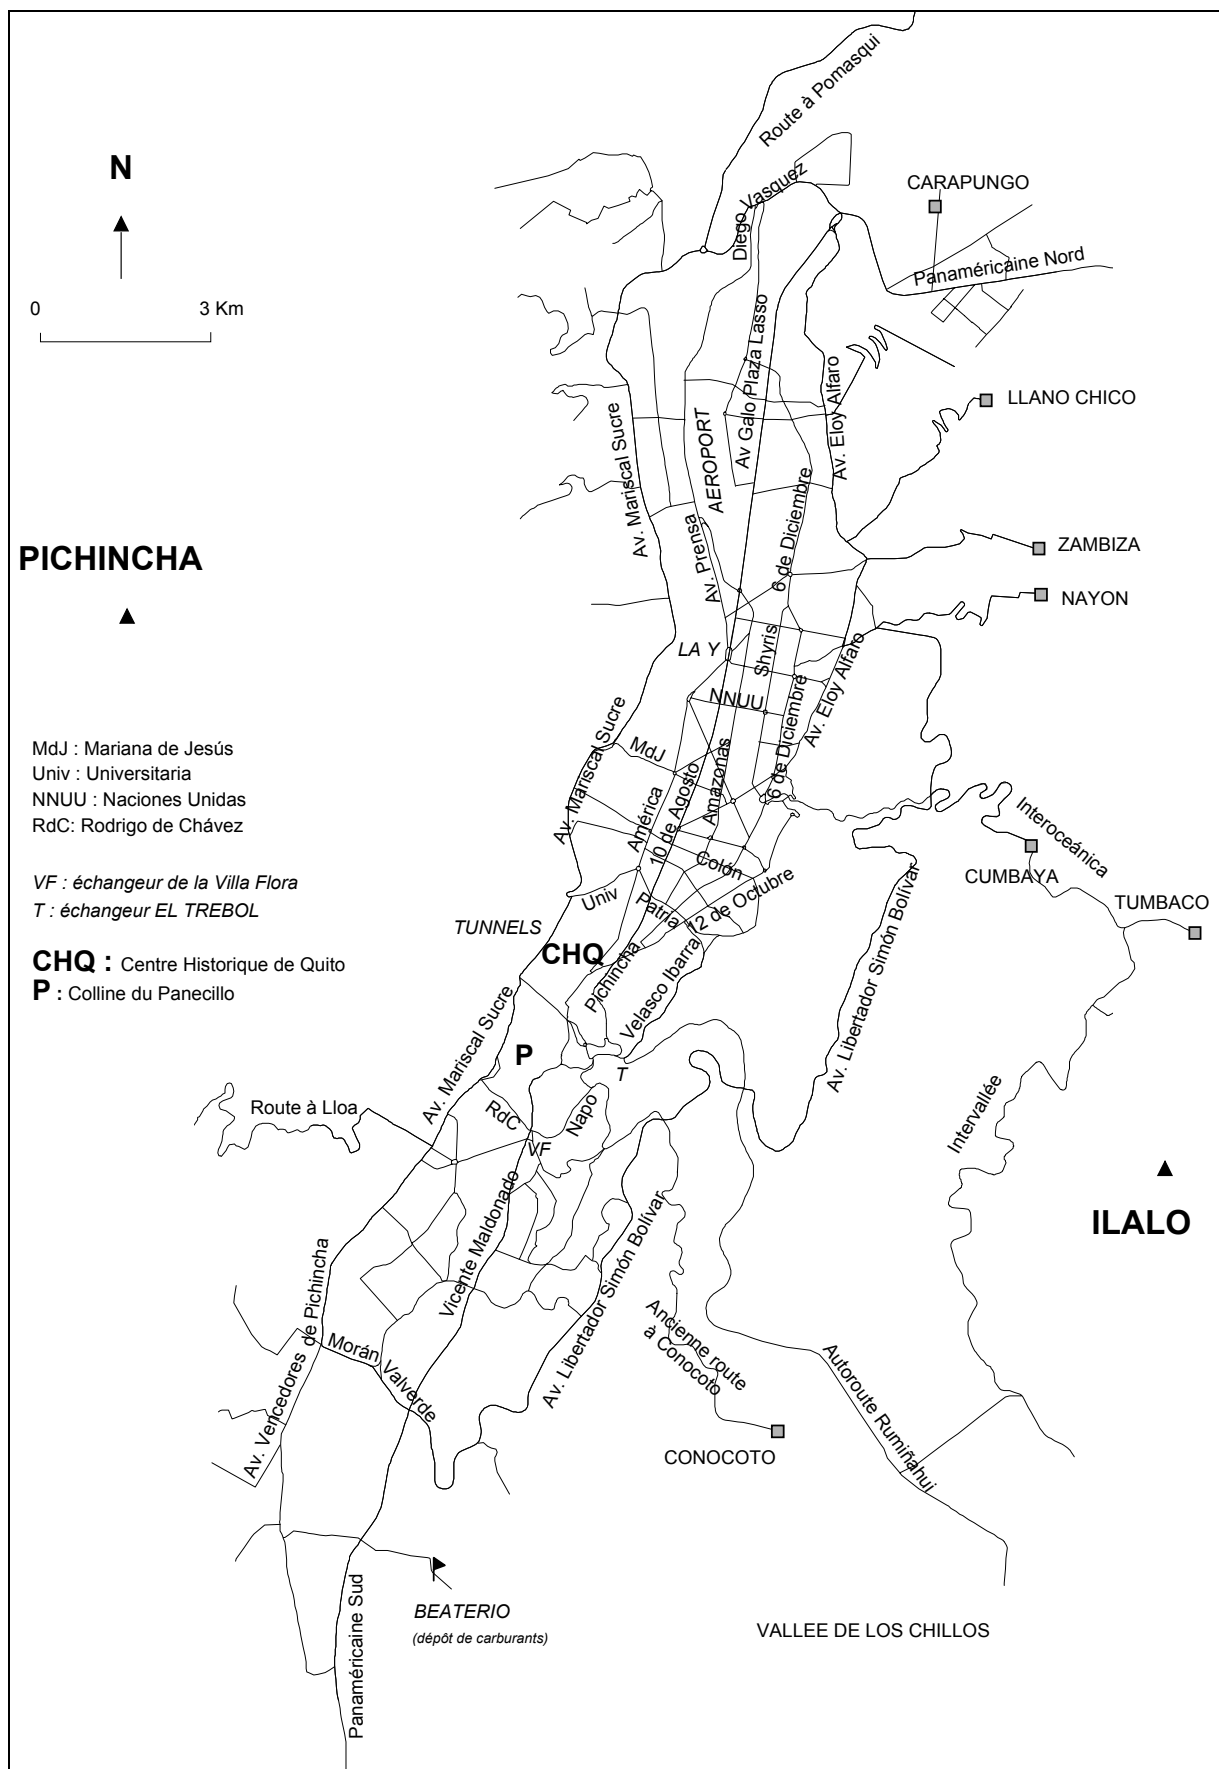 Route à Pomasqui
N
Diego Vasquez
CARAPUNGO
Panaméricaine Nord
0 3 Km
Av Galo Plaza Lasso
Av. Eloy Alfaro
LLANO CHICO
Av. Mariscal Sucre
AEROPORT
6 de Diciembre
Av. Prensa
PICHINCHA
ZAMBIZA
NAYON
LA Y
Shyris
Av. Eloy Alfaro
NNUU
6 de Diciembre
Av. Mariscal Sucre
MdJ
Amazonas
América
10 de Agosto
MdJ : Mariana de Jesús
Univ : Universitaria
NNUU : Naciones Unidas
RdC: Rodrigo de Chávez
VF : échangeur de la Villa Flora
T : échangeur EL TREBOL
CHQ : Centre Historique de Quito
P : Colline du Panecillo
Interoceánica
CUMBAYA
TUMBACO
Colón
Univ
Patria
12 de Octubre
TUNNELS
CHQ
Pichincha
Velasco Ibarra
Av. Libertador Simón Bolívar
Av. Mariscal Sucre
P
T
Route à Lloa
RdC
Napo
VF
Intervallée
ILALO
Vicente Maldonado
Av. Libertador Simón Bolívar
Av. Vencedores de Pichincha
Morán Valverde
Ancienne route
à Conocoto
CONOCOTO
Autoroute Rumiñahui
BEATERIO
(dépôt de carburants)
VALLEE DE LOS CHILLOS
Panaméricaine Sud